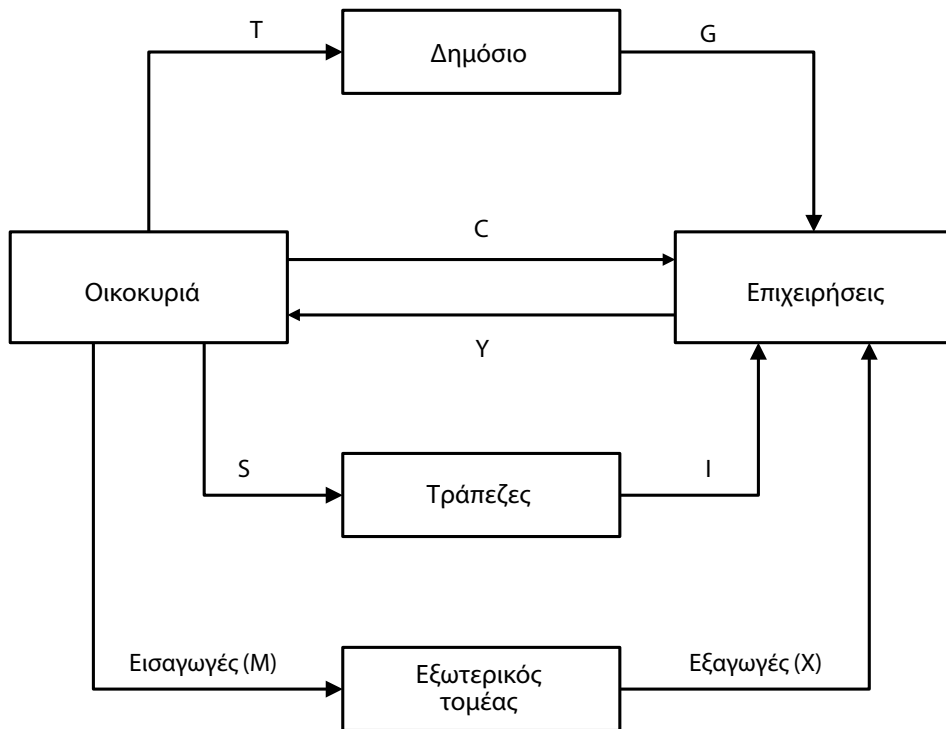 T
Δημόσιο
G
C
Οικοκυριά
Επιχειρήσεις
Y
S
Τράπεζες
I
Εισαγωγές (M)
Εξωτερικός
τομέας
Εξαγωγές (X)